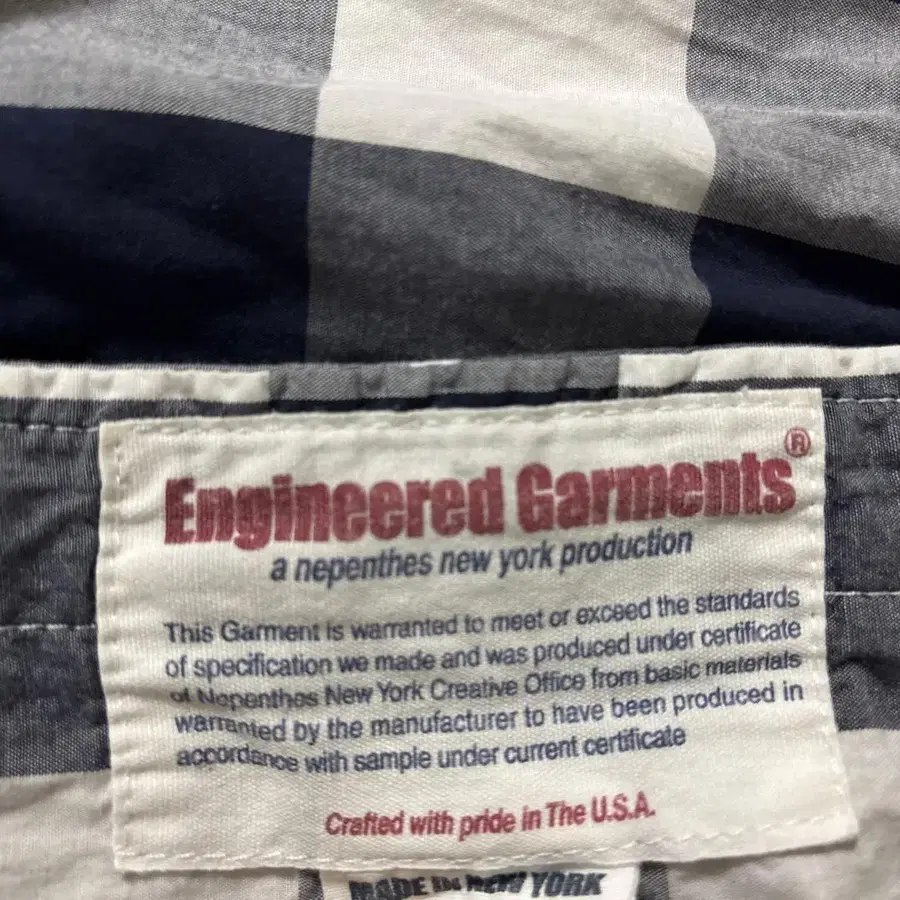 Engineered Garments®
a nepenthes new york production
This Garment is warranted to meet or exceed the standards
of specification we made and was produced under certificate
of Nepenthes New York Creative Office from basic materials
warranted by the manufacturer to have been produced in
accordance with sample under current certificate
Crafted with pride in The U.S.A.
MADE IN NEW YORK